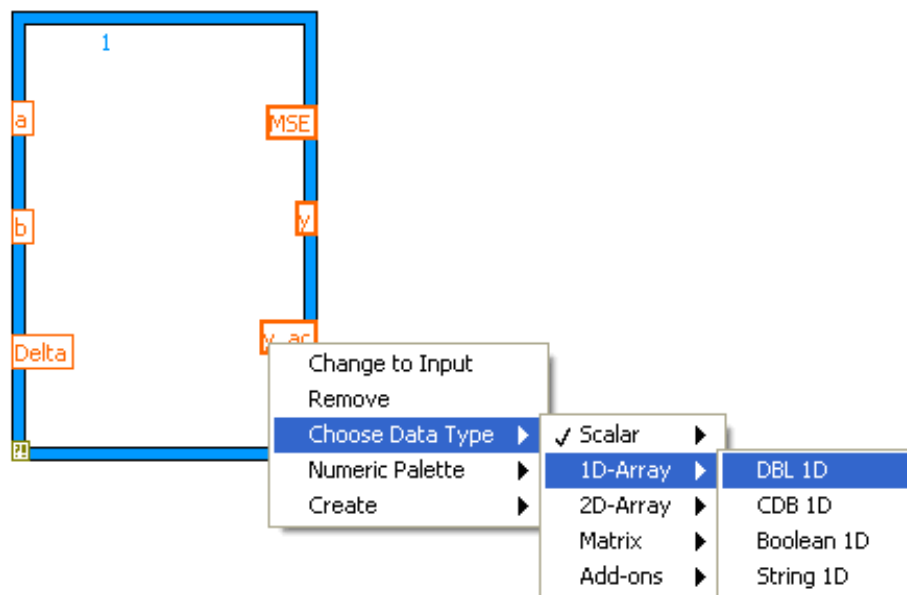 1
a
MSE
b
y
Delta
y_ac
Change to Input
Remove
Choose Data Type
Numeric Palette
Create
Scalar
1D-Array
2D-Array
Matrix
Add-ons
DBL 1D
CDB 1D
Boolean 1D
String 1D